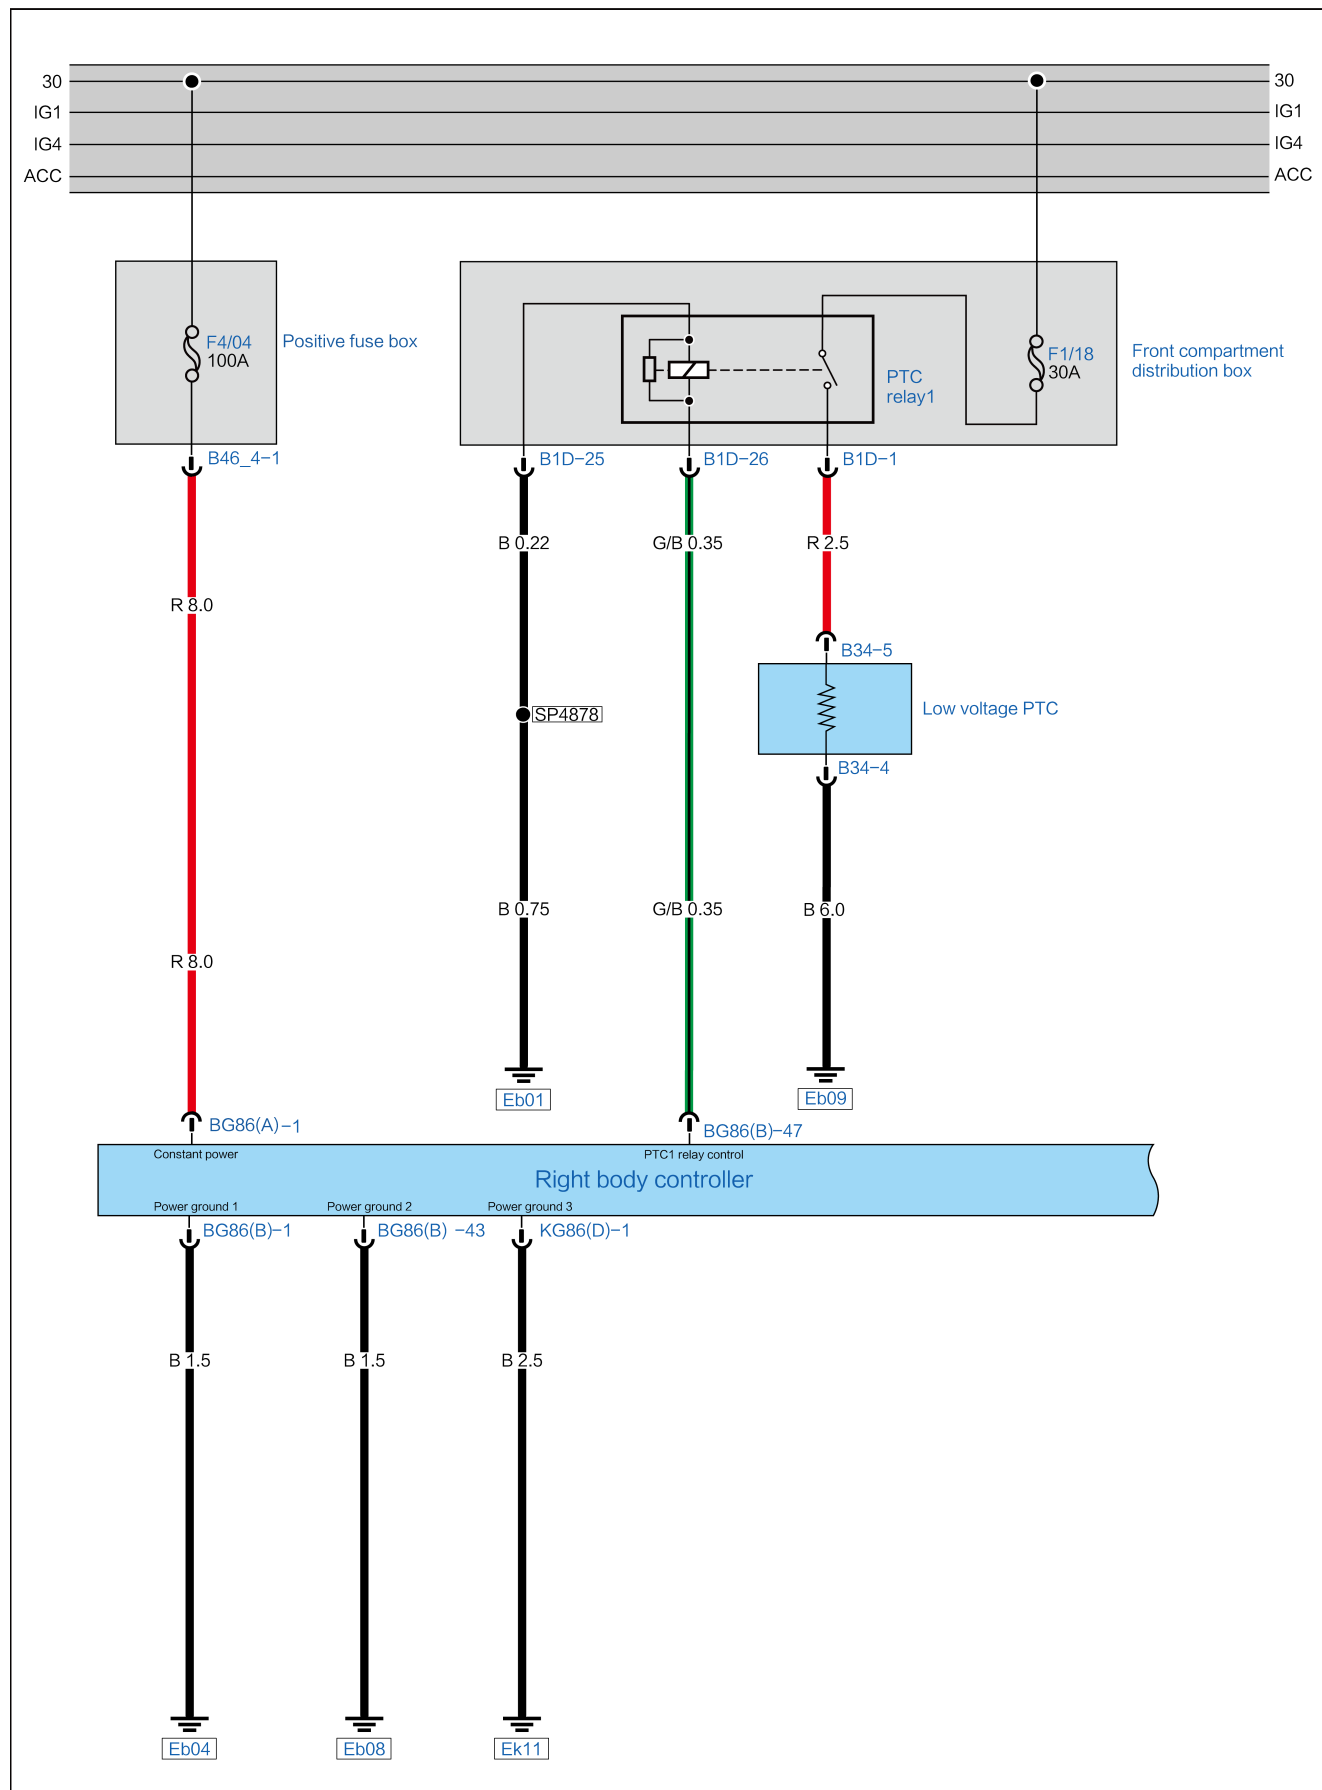 30
30
IG1
IG1
IG4
IG4
ACC
ACC
F4/04
100A
Positive fuse box
PTC
relay1
F1/18
30A
Front compartment
distribution box
B46_4-1
B1D-25
B1D-26
B1D-1
B 0.22
G/B 0.35
R 2.5
R 8.0
B34-5
SP4878
Low voltage PTC
B34-4
B 0.75
G/B 0.35
B 6.0
R 8.0
Eb01
Eb09
BG86(A)-1
BG86(B)-47
Constant power
PTC1 relay control
Right body controller
Power ground 1
Power ground 2
Power ground 3
BG86(B)-1
BG86(B) -43
KG86(D)-1
B 1.5
B 1.5
B 2.5
Eb04
Eb08
Ek11